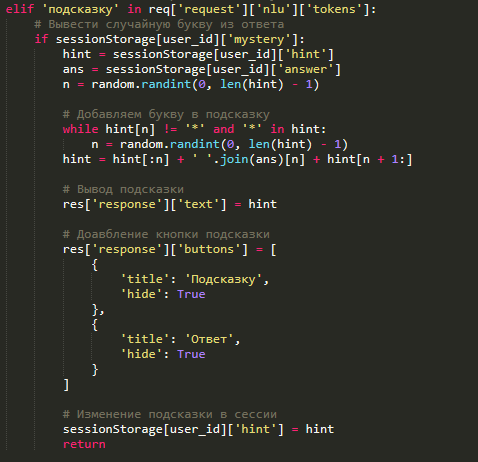 elif 'подсказку' in req['request']['nlu']['tokens']:
    # Вывести случайную букву из ответа
    if sessionStorage[user_id]['mystery']:
        hint = sessionStorage[user_id]['hint']
        ans = sessionStorage[user_id]['answer']
        n = random.randint(0, len(hint) - 1)

        # Добавляем букву в подсказку
        while hint[n] != '*' and '*' in hint:
            n = random.randint(0, len(hint) - 1)
        hint = hint[:n] + ' '.join(ans)[n] + hint[n + 1:]

        # Вывод подсказки
        res['response']['text'] = hint

        # Доавбление кнопки подсказки
        res['response']['buttons'] = [
            {
                'title': 'Подсказку',
                'hide': True
            },
            {
                'title': 'Ответ',
                'hide': True
            }
        ]

        # Изменение подсказки в сессии
        sessionStorage[user_id]['hint'] = hint
        return